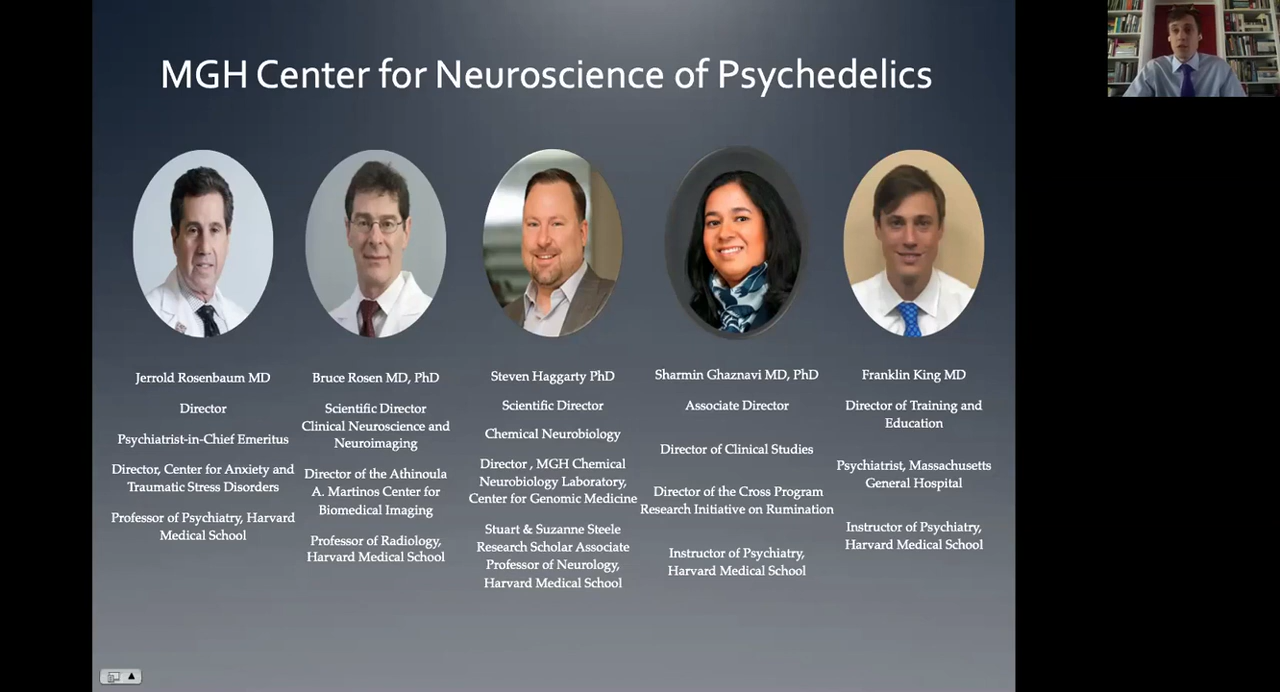 MGH Center for Neuroscience of Psychedelics
Jerrold Rosenbaum MD
Director
Psychiatrist-in-Chief Emeritus
Director, Center for Anxiety and
Traumatic Stress Disorders
Professor of Psychiatry, Harvard
Medical School
Bruce Rosen MD, PhD
Scientific Director
Clinical Neuroscience and
Neuroimaging
Director of the Athinoula
A. Martinos Center for
Biomedical Imaging
Professor of Radiology,
Harvard Medical School
Steven Haggarty PhD
Scientific Director
Chemical Neurobiology
Director , MGH Chemical
Neurobiology Laboratory,
Center for Genomic Medicine
Stuart & Suzanne Steele
Research Scholar Associate
Professor of Neurology,
Harvard Medical School
Sharmin Ghaznavi MD, PhD
Associate Director
Director of Clinical Studies
Director of the Cross Program
Research Initiative on Rumination
Instructor of Psychiatry,
Harvard Medical School
Franklin King MD
Director of Training and
Education
Psychiatrist, Massachusetts
General Hospital
Instructor of Psychiatry,
Harvard Medical School